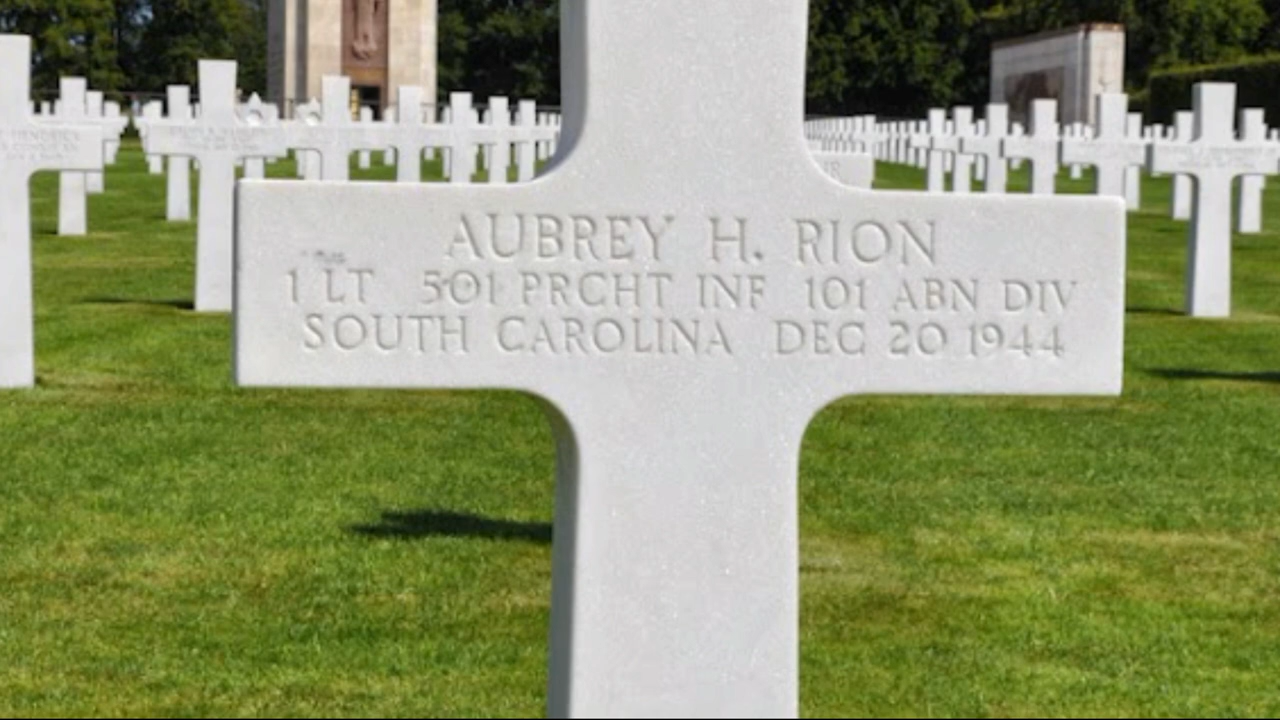 AUBREY H. RION
1 LT 501 PRCHT INF 101 ABN DIV
SOUTH CAROLINA DEC 20 1944